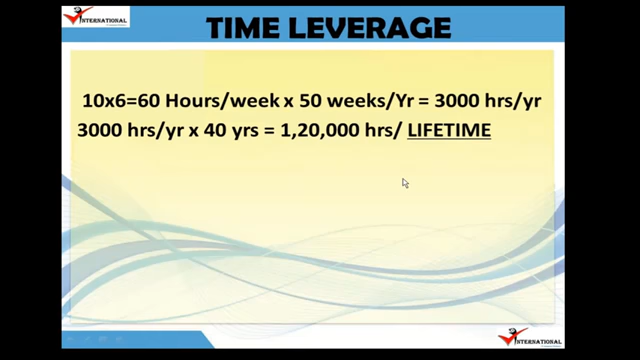 INTERNATIONAL
TIME LEVERAGE
10x6=60 Hours/week x 50 weeks/Yr = 3000 hrs/yr
3000 hrs/yr x 40 yrs = 1,20,000 hrs/ LIFETIME
INTERNATIONAL